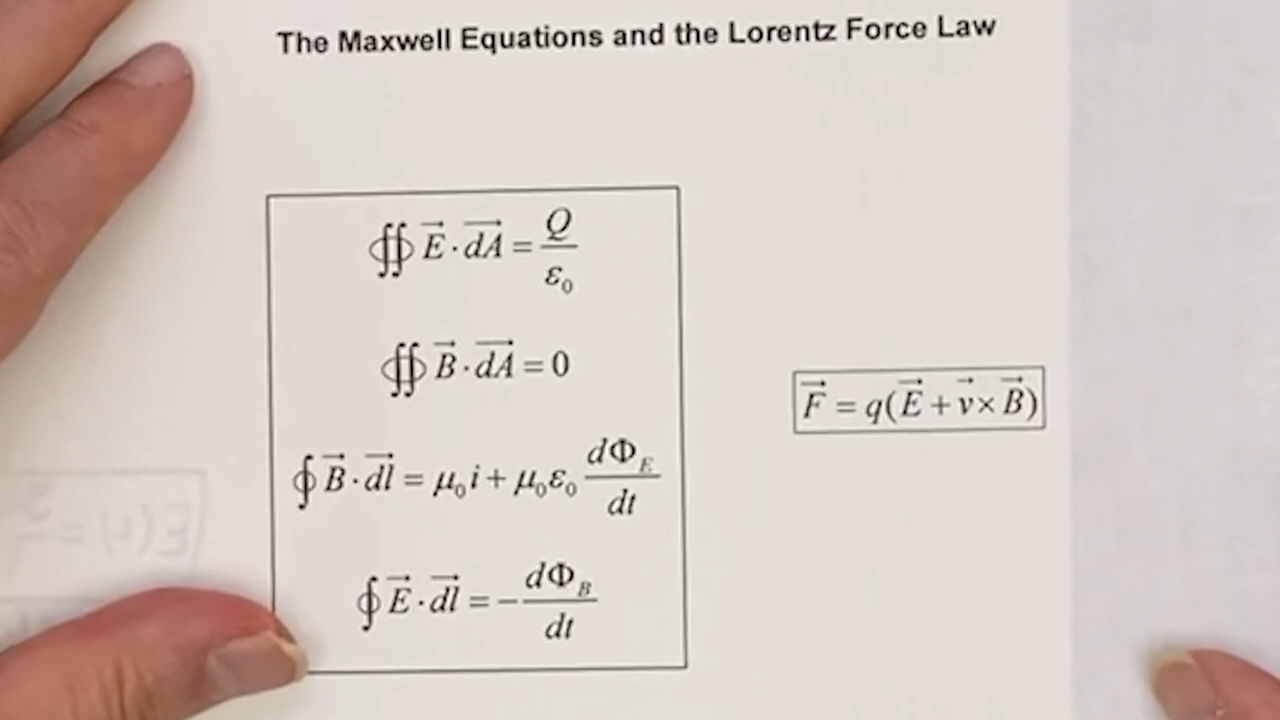 The Maxwell Equations and the Lorentz Force Law
∯ E⃗ · dA⃗ = Q/ε₀
∯ B⃗ · dA⃗ = 0
F⃗ = q(E⃗ + v⃗ × B⃗)
∮ B⃗ · dl⃗ = μ₀i + μ₀ε₀ dΦ_E/dt
∮ E⃗ · dl⃗ = − dΦ_B/dt